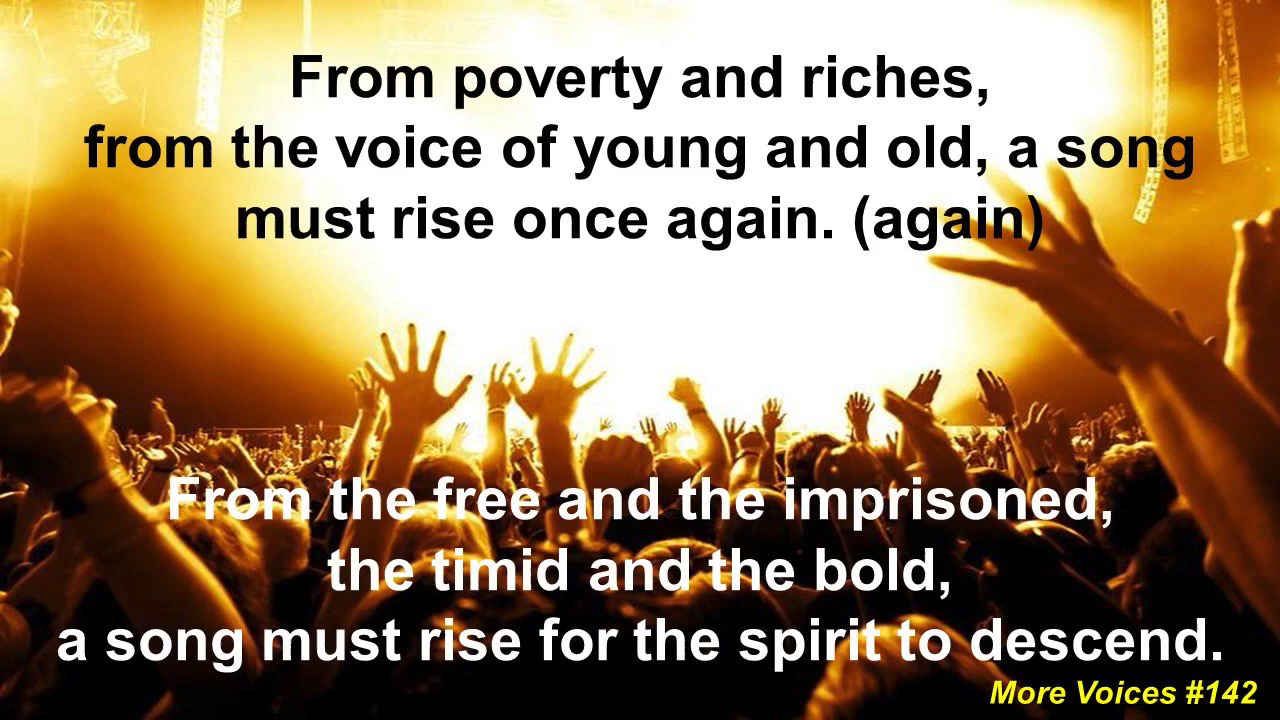 From poverty and riches,
from the voice of young and old, a song
must rise once again. (again)
From the free and the imprisoned,
the timid and the bold,
a song must rise for the spirit to descend.
More Voices #142